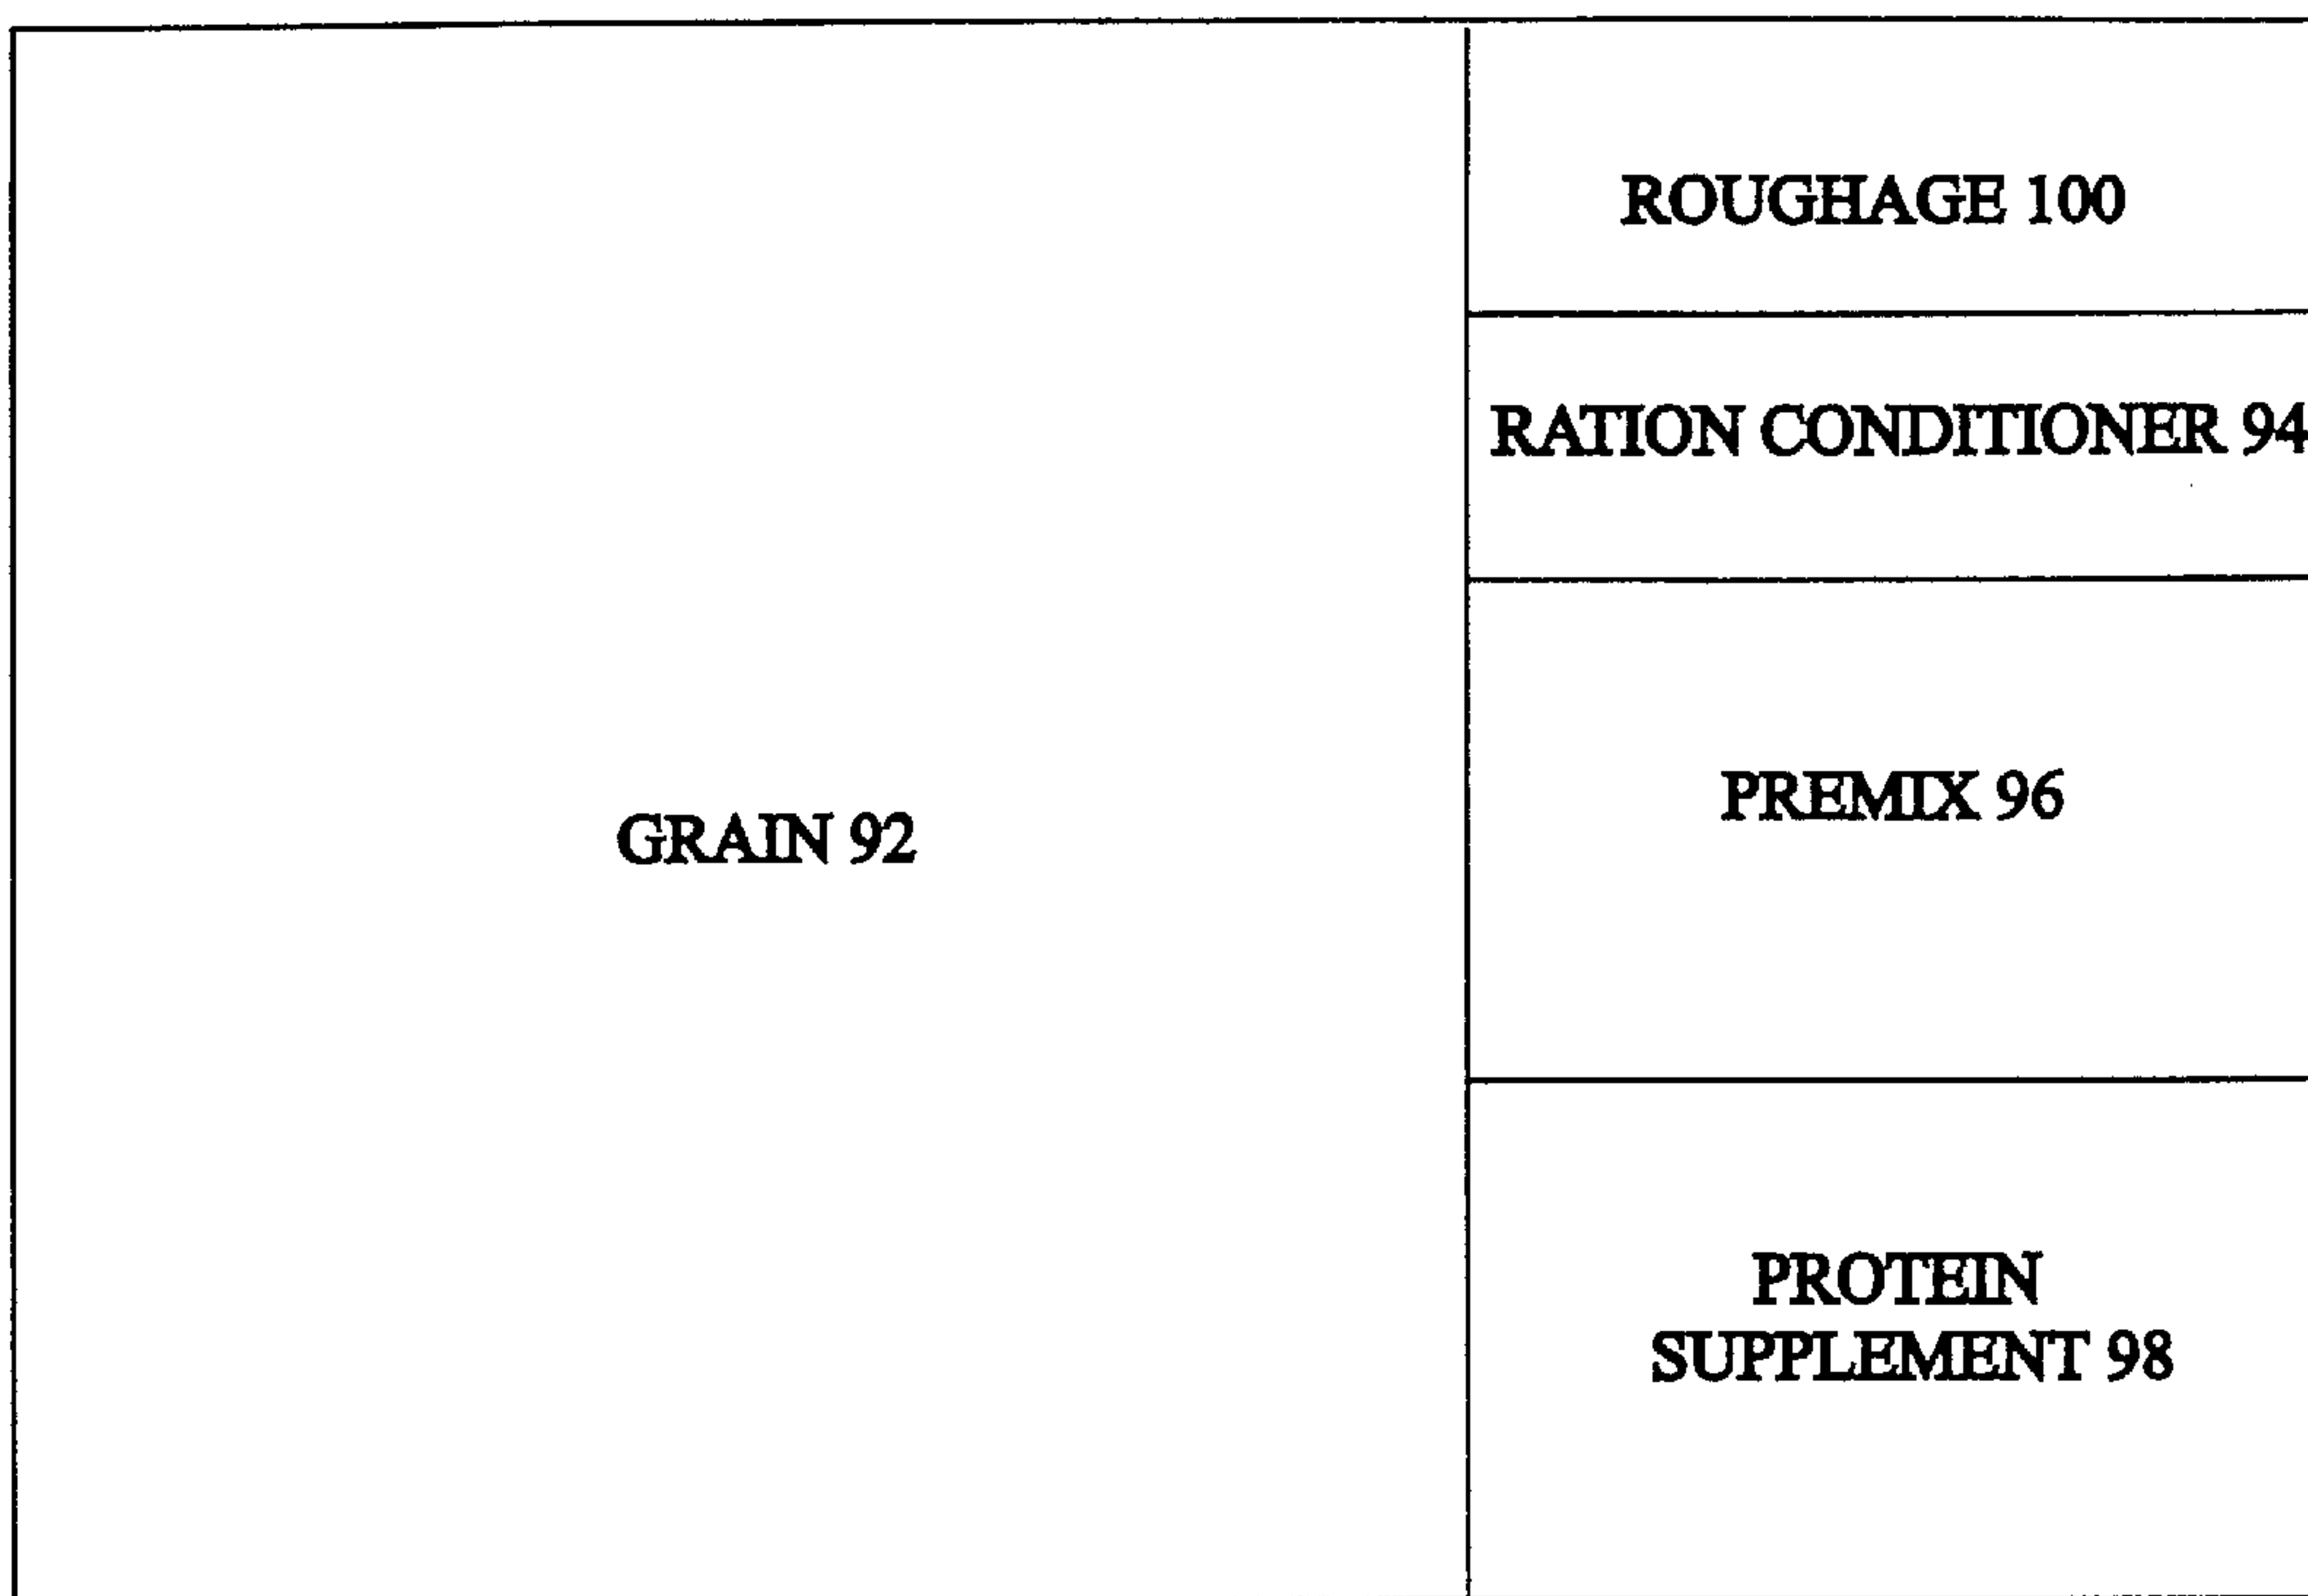 ROUGHAGE 100
RATION CONDITIONER 94
PREMIX 96
GRAIN 92
PROTEIN
SUPPLEMENT 98